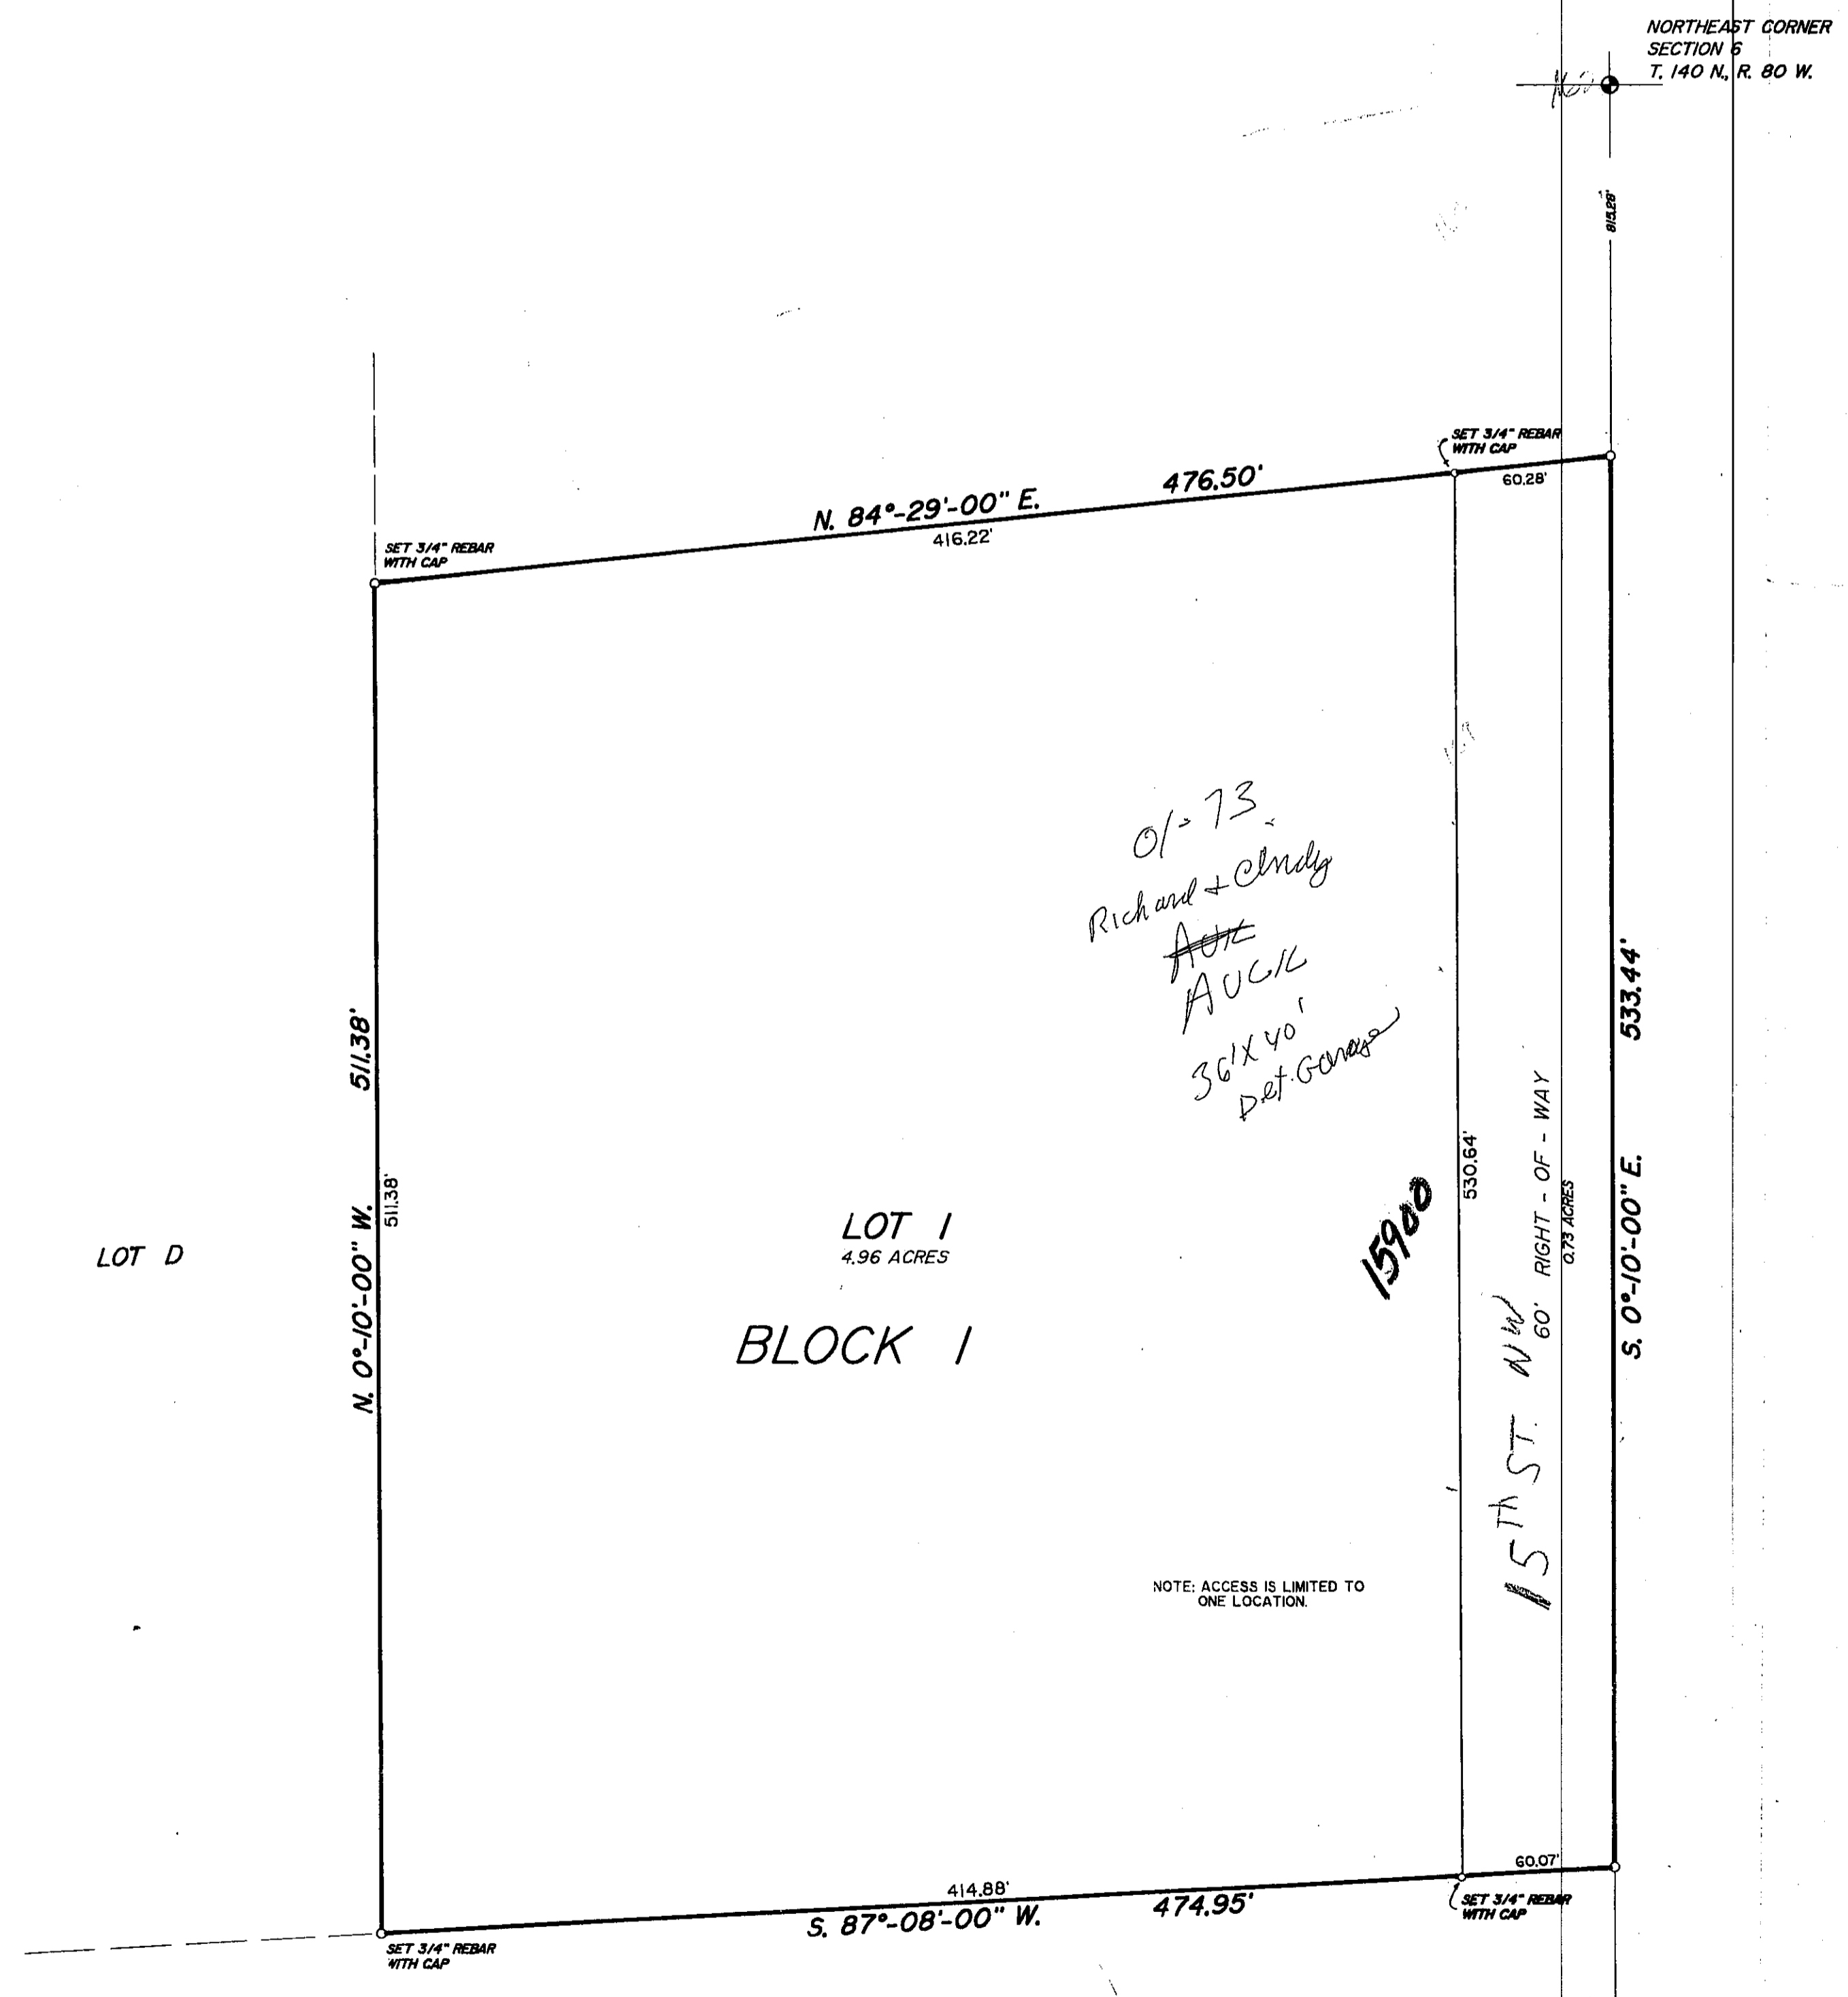 NORTHEAST CORNER
SECTION 6
T. 140 N., R. 80 W.
815.28'
SET 3/4" REBAR
WITH CAP
60.28'
476.50'
N. 84°-29'-00" E.
416.22'
SET 3/4" REBAR
WITH CAP
01-73
Richard + Cindy
AUCK
36' X 40'
Det. Garage
N. 0°-10'-00" W. 511.38'
511.38'
LOT D
LOT 1
4.96 ACRES
BLOCK 1
15900
530.64'
15TH ST. NW
60' RIGHT - OF - WAY
0.73 ACRES
S. 0°-10'-00" E. 533.44'
NOTE: ACCESS IS LIMITED TO
ONE LOCATION.
60.07'
414.88'
474.95'
S. 87°-08'-00" W.
SET 3/4" REBAR
WITH CAP
SET 3/4" REBAR
WITH CAP